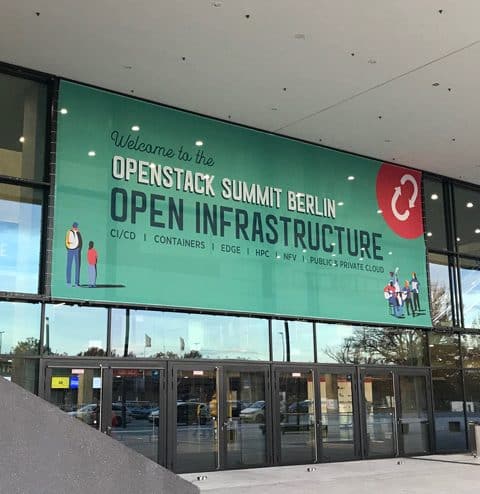 Welcome to the
OPENSTACK SUMMIT BERLIN
OPEN INFRASTRUCTURE
CI/CD | CONTAINERS | EDGE | HPC | NFV | PUBLIC & PRIVATE CLOUD